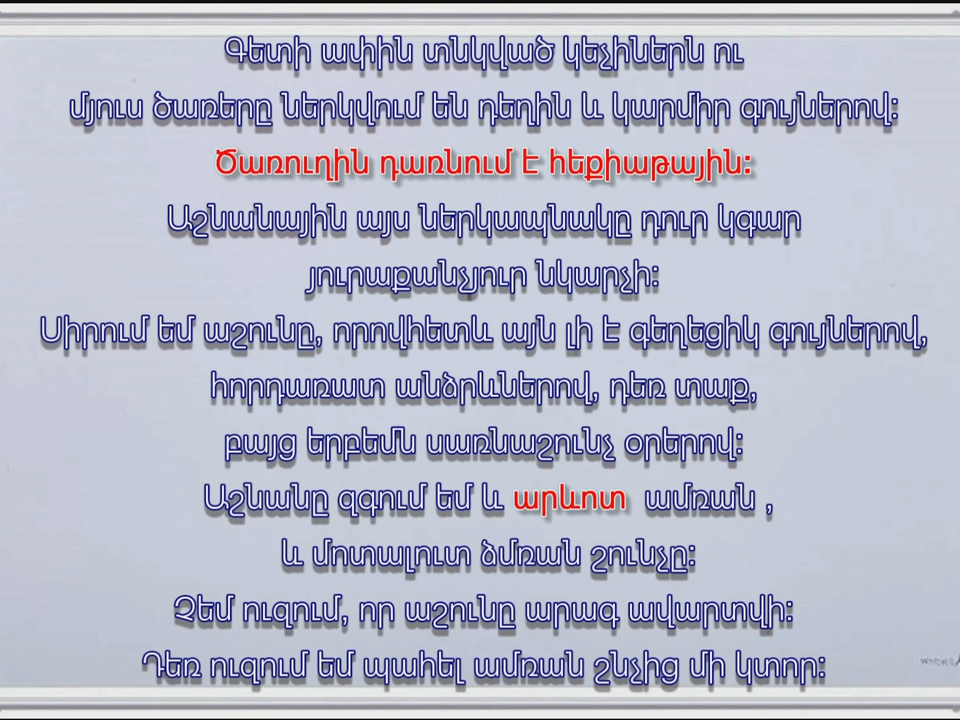 Գետի ափին տնկված կեչիներն ու
մյուս ծառերը ներկվում են դեղին և կարմիր գույներով:
Ծառուղին դառնում է հեքիաթային:
Աշնանային այս ներկապնակը դուր կգար
յուրաքանչյուր նկարչի:
Սիրում եմ աշունը, որովհետև այն լի է գեղեցիկ գույներով,
հորդառատ անձրևներով, դեռ տաք,
բայց երբեմն սառնաշունչ օրերով:
Աշնանը զգում եմ և արևոտ ամռան ,
և մոտալուտ ձմռան շունչը:
Չեմ ուզում, որ աշունը արագ ավարտվի:
Դեռ ուզում եմ պահել ամռան շնչից մի կտոր: